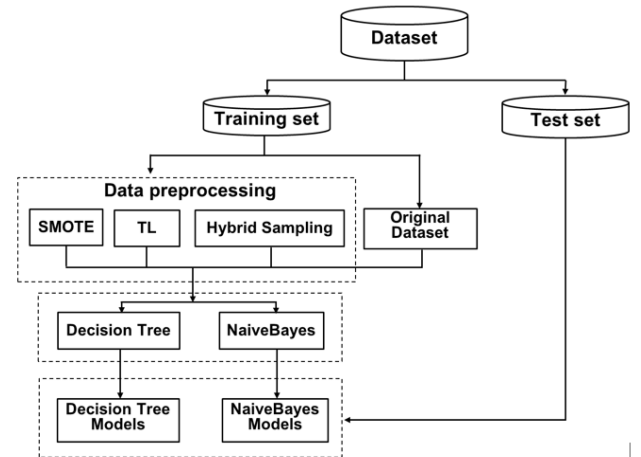 Dataset
Training set
Test set
Data preprocessing
SMOTE
TL
Hybrid Sampling
Original
Dataset
Decision Tree
NaiveBayes
Decision Tree
Models
NaiveBayes
Models